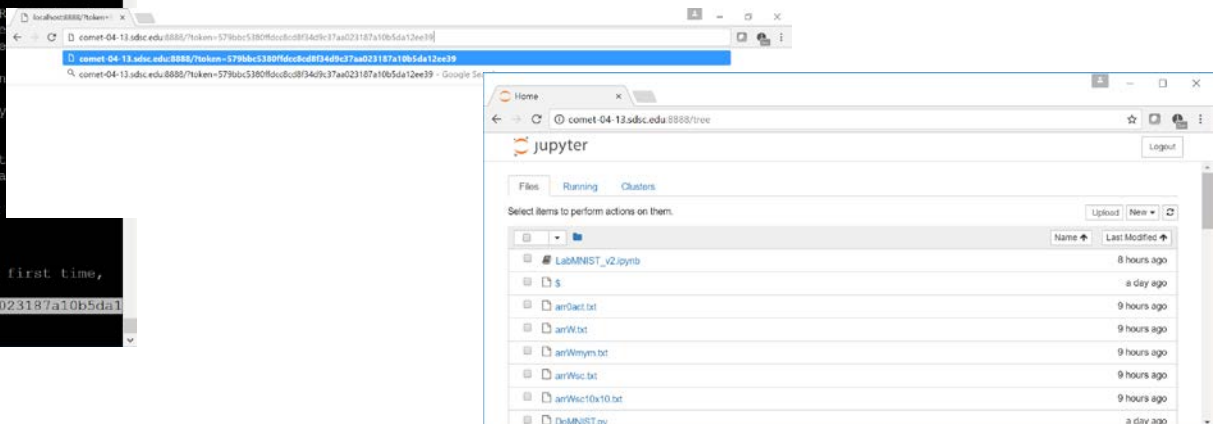 localhost:8888/?token=
comet-04-13.sdsc.edu:8888/?token=579bbc5380ffdcc8cd8f34d9c37aa023187a10b5da12ee39
comet-04-13.sdsc.edu:8888/?token=579bbc5380ffdcc8cd8f34d9c37aa023187a10b5da12ee39
comet-04-13.sdsc.edu:8888/?token=579bbc5380ffdcc8cd8f34d9c37aa023187a10b5da12ee39 - Google Se
first time,
023187a10b5da1
Home
comet-04-13.sdsc.edu:8888/tree
jupyter Logout
Files Running Clusters
Select items to perform actions on them. Upload New
Name Last Modified
LabMNIST_v2.ipynb 8 hours ago
$ a day ago
arr0act.txt 9 hours ago
arrW.txt 9 hours ago
arrWmym.txt 9 hours ago
arrWsc.txt 9 hours ago
arrWsc10x10.txt 9 hours ago
DoMNIST.py a day ago